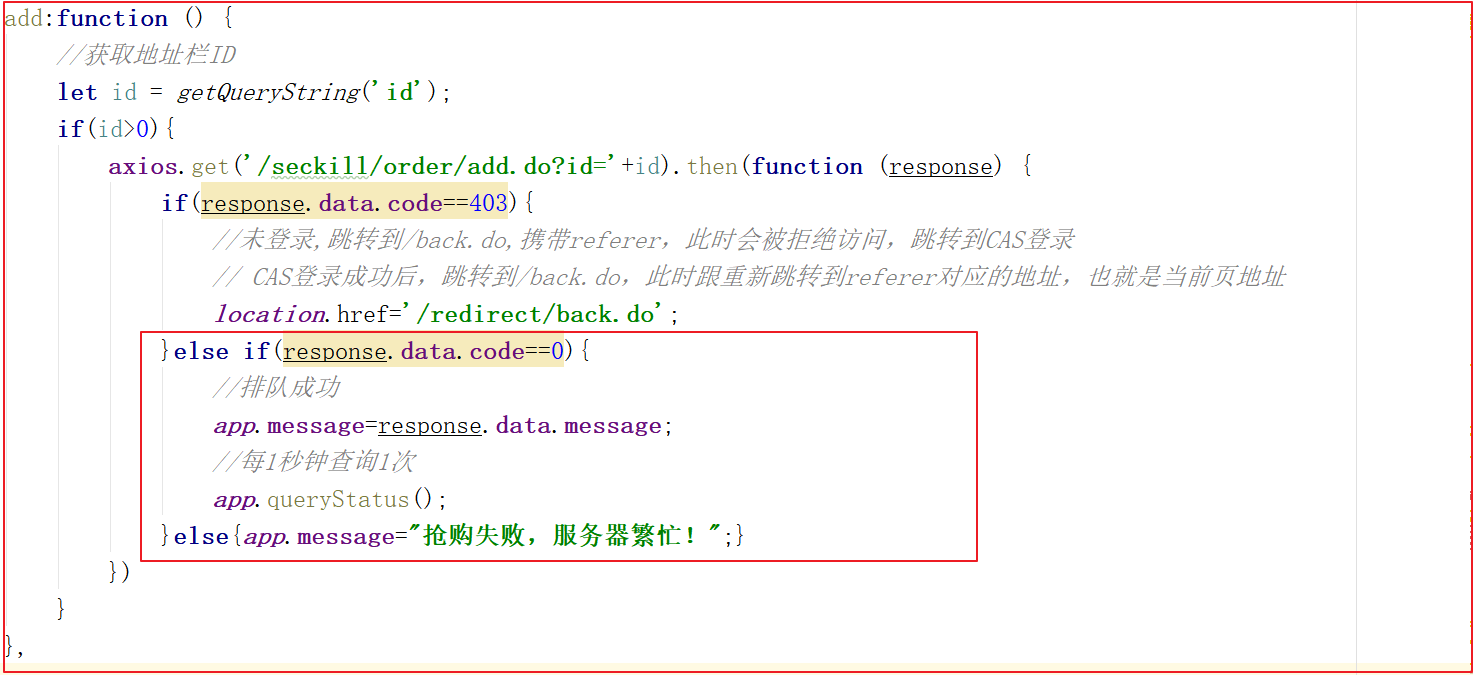 add:function () {
    //获取地址栏ID
    let id = getQueryString('id');
    if(id>0){
        axios.get('/seckill/order/add.do?id='+id).then(function (response) {
            if(response.data.code==403){
                //未登录,跳转到/back.do,携带referer，此时会被拒绝访问，跳转到CAS登录
                // CAS登录成功后，跳转到/back.do，此时跟重新跳转到referer对应的地址，也就是当前页地址
                location.href='/redirect/back.do';
            }else if(response.data.code==0){
                //排队成功
                app.message=response.data.message;
                //每1秒钟查询1次
                app.queryStatus();
            }else{app.message="抢购失败，服务器繁忙！";}
        })
    }
},